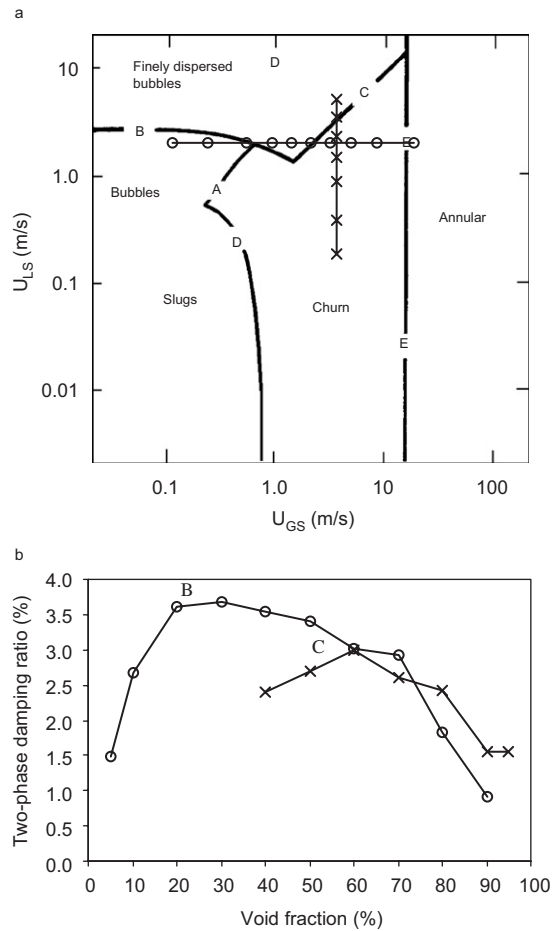 a
10
1.0
0.1
0.01
U_LS (m/s)
Finely dispersed
bubbles
D
C
B
E
Bubbles
A
Annular
D
Slugs
Churn
E
0.1
1.0
10
100
U_GS (m/s)
b
4.0
3.5
3.0
2.5
2.0
1.5
1.0
0.5
0.0
Two-phase damping ratio (%)
B
C
0
10
20
30
40
50
60
70
80
90
100
Void fraction (%)